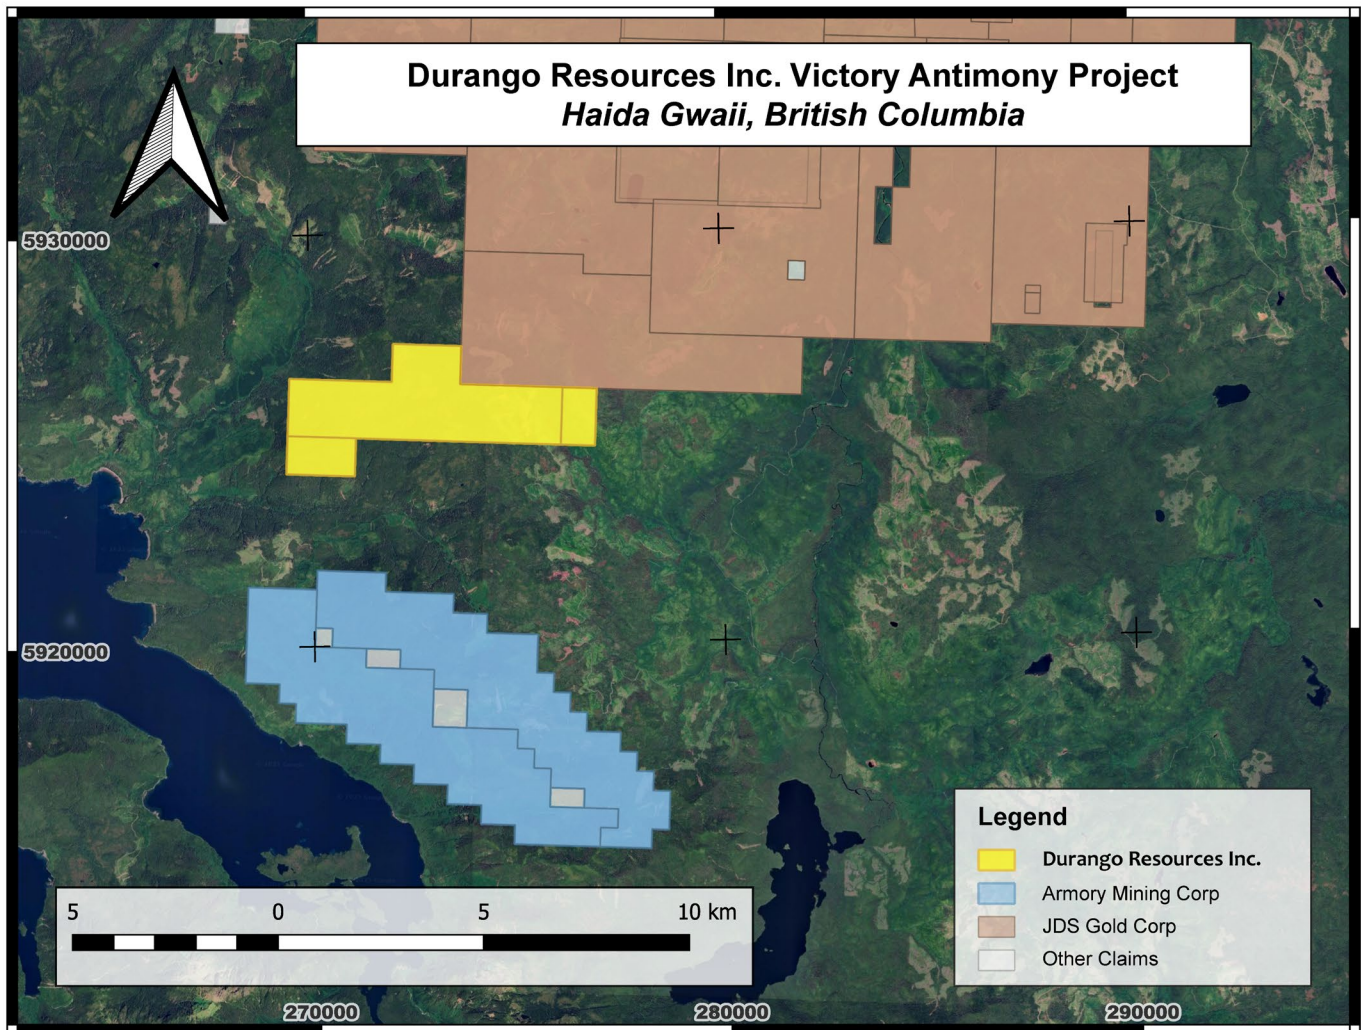 Durango Resources Inc. Victory Antimony Project
Haida Gwaii, British Columbia
5930000
5920000
Legend
Durango Resources Inc.
Armory Mining Corp
JDS Gold Corp
Other Claims
5 0 5 10 km
270000 280000 290000